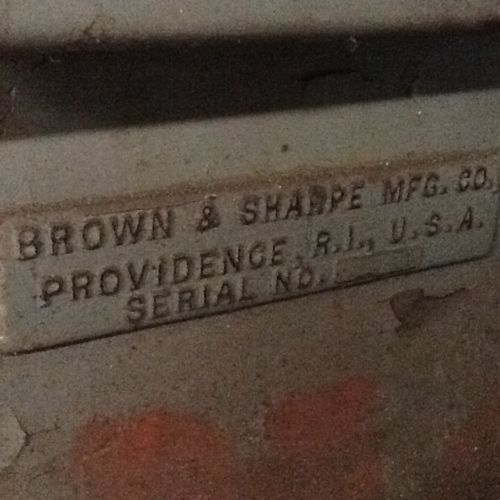 BROWN & SHARPE MFG. CO.,
PROVIDENCE, R.I., U.S.A.
SERIAL NO.